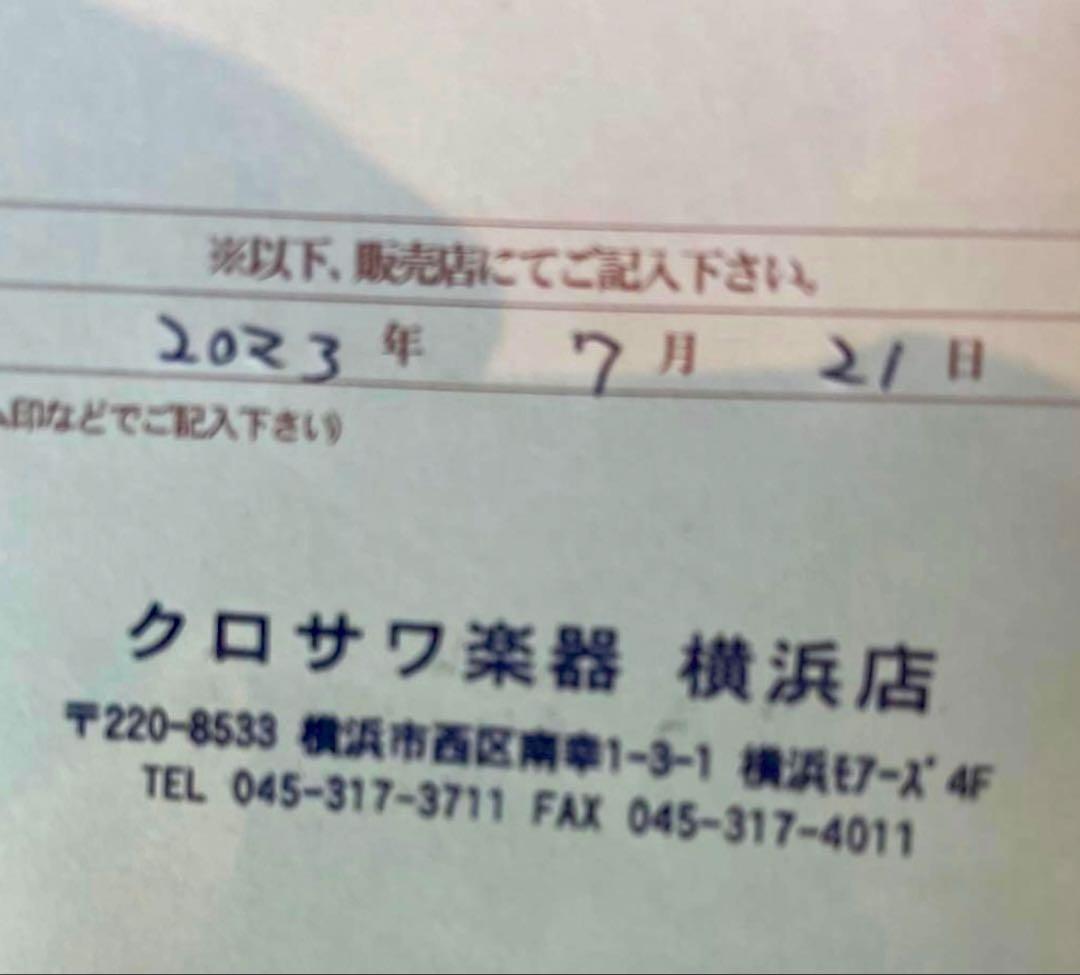 ※以下、販売店にてご記入下さい。
2023 年 7 月 21 日
印などでご記入下さい)
クロサワ楽器 横浜店
〒220-8533 横浜市西区南幸1-3-1 横浜ﾓｱｰｽﾞ 4F
TEL 045-317-3711 FAX 045-317-4011